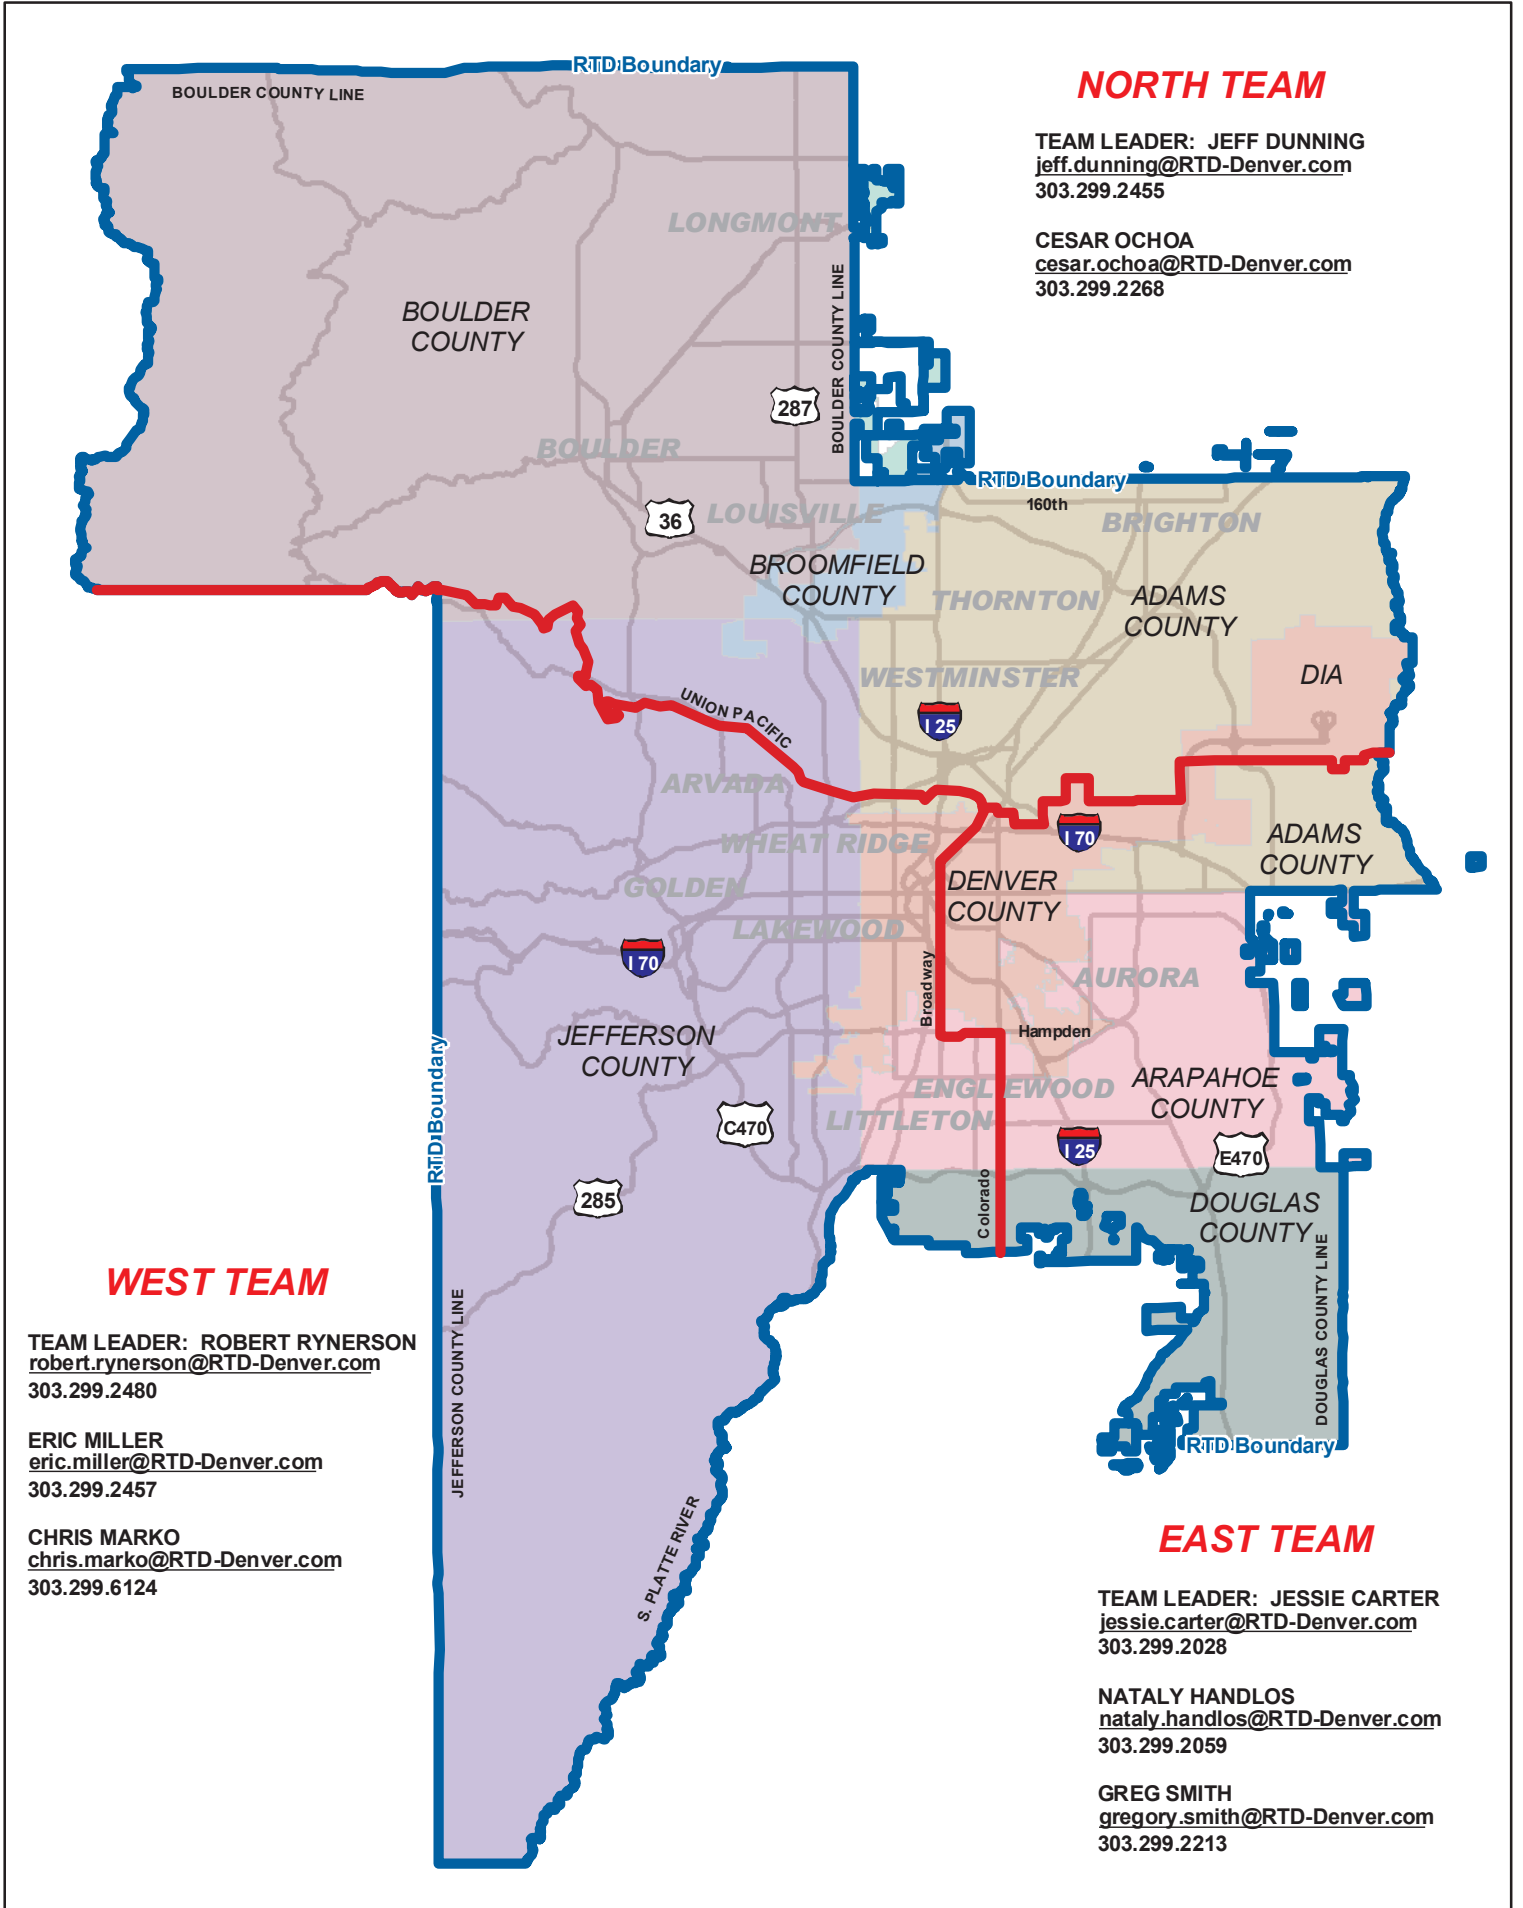 RTD Boundary
BOULDER COUNTY LINE
NORTH TEAM
TEAM LEADER: JEFF DUNNING
jeff.dunning@RTD-Denver.com
303.299.2455
CESAR OCHOA
cesar.ochoa@RTD-Denver.com
303.299.2268
LONGMONT
BOULDER
COUNTY
BOULDER COUNTY LINE
287
BOULDER
RTD Boundary
160th
36
LOUISVILLE
BRIGHTON
BROOMFIELD
COUNTY
THORNTON
ADAMS
COUNTY
WESTMINSTER
DIA
UNION PACIFIC
I 25
ARVADA
WHEAT RIDGE
I 70
ADAMS
COUNTY
GOLDEN
DENVER
COUNTY
LAKEWOOD
I 70
Broadway
AURORA
JEFFERSON
COUNTY
Hampden
RTD Boundary
ENGLEWOOD
ARAPAHOE
COUNTY
LITTLETON
C470
I 25
E470
285
Colorado
DOUGLAS
COUNTY
DOUGLAS COUNTY LINE
WEST TEAM
TEAM LEADER: ROBERT RYNERSON
robert.rynerson@RTD-Denver.com
303.299.2480
ERIC MILLER
eric.miller@RTD-Denver.com
303.299.2457
CHRIS MARKO
chris.marko@RTD-Denver.com
303.299.6124
JEFFERSON COUNTY LINE
S. PLATTE RIVER
RTD Boundary
EAST TEAM
TEAM LEADER: JESSIE CARTER
jessie.carter@RTD-Denver.com
303.299.2028
NATALY HANDLOS
nataly.handlos@RTD-Denver.com
303.299.2059
GREG SMITH
gregory.smith@RTD-Denver.com
303.299.2213